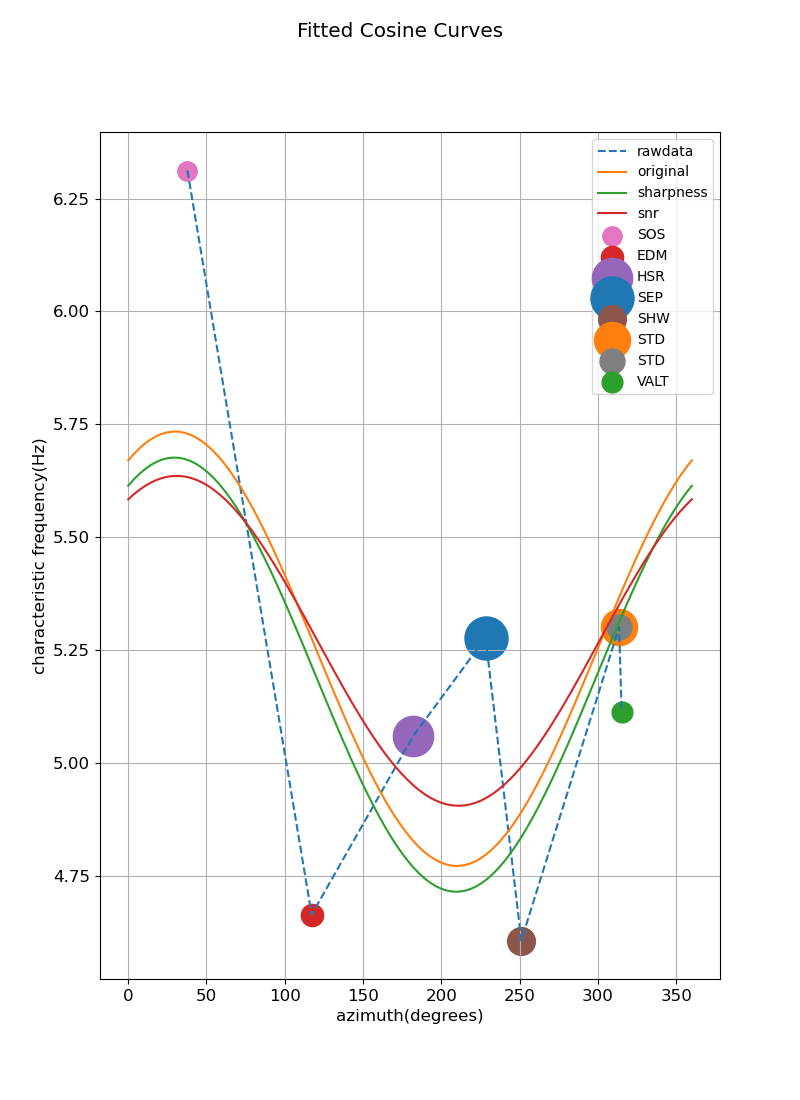 Fitted Cosine Curves
rawdata
original
sharpness
snr
SOS
EDM
HSR
SEP
SHW
STD
STD
VALT
characteristic frequency(Hz)
6.25
6.00
5.75
5.50
5.25
5.00
4.75
0 50 100 150 200 250 300 350
azimuth(degrees)